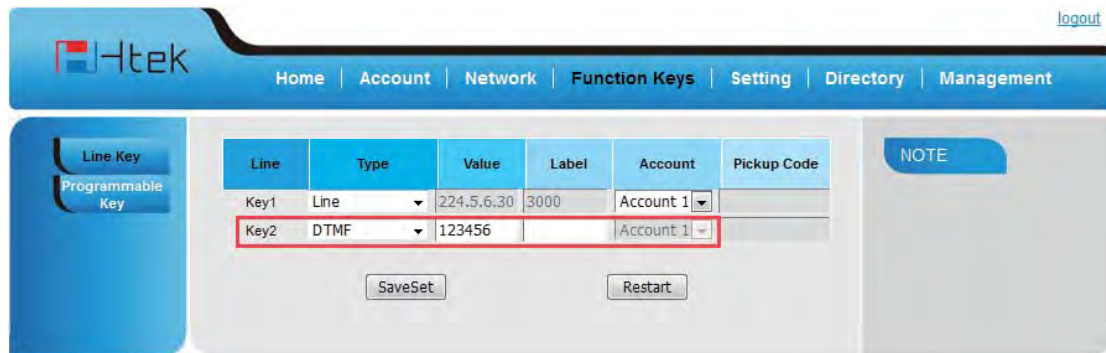 logout
Htek
Home | Account | Network | Function Keys | Setting | Directory | Management
Line Key
Programmable Key
NOTE
Line Type Value Label Account Pickup Code
Key1 Line 224.5.6.30 3000 Account 1
Key2 DTMF 123456 Account 1
SaveSet Restart